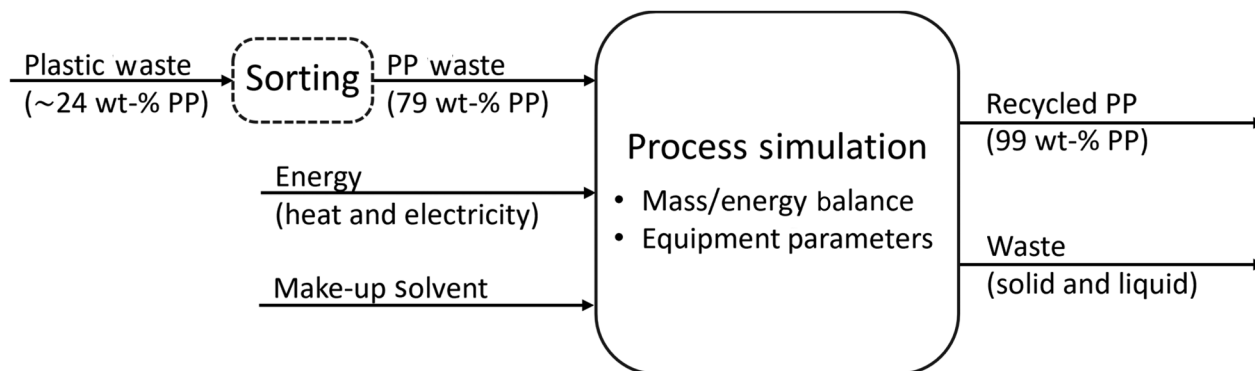 Plastic waste
(~24 wt-% PP)
Sorting
PP waste
(79 wt-% PP)
Energy
(heat and electricity)
Make-up solvent
Process simulation
• Mass/energy balance
• Equipment parameters
Recycled PP
(99 wt-% PP)
Waste
(solid and liquid)